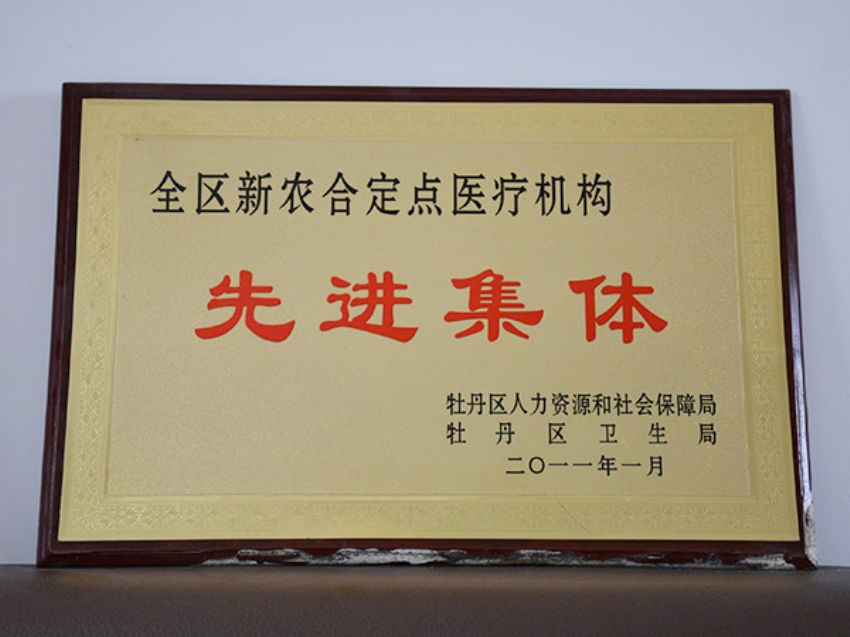 全区新农合定点医疗机构
先进集体
牡丹区人力资源和社会保障局
牡丹区卫生局
二〇一一年一月